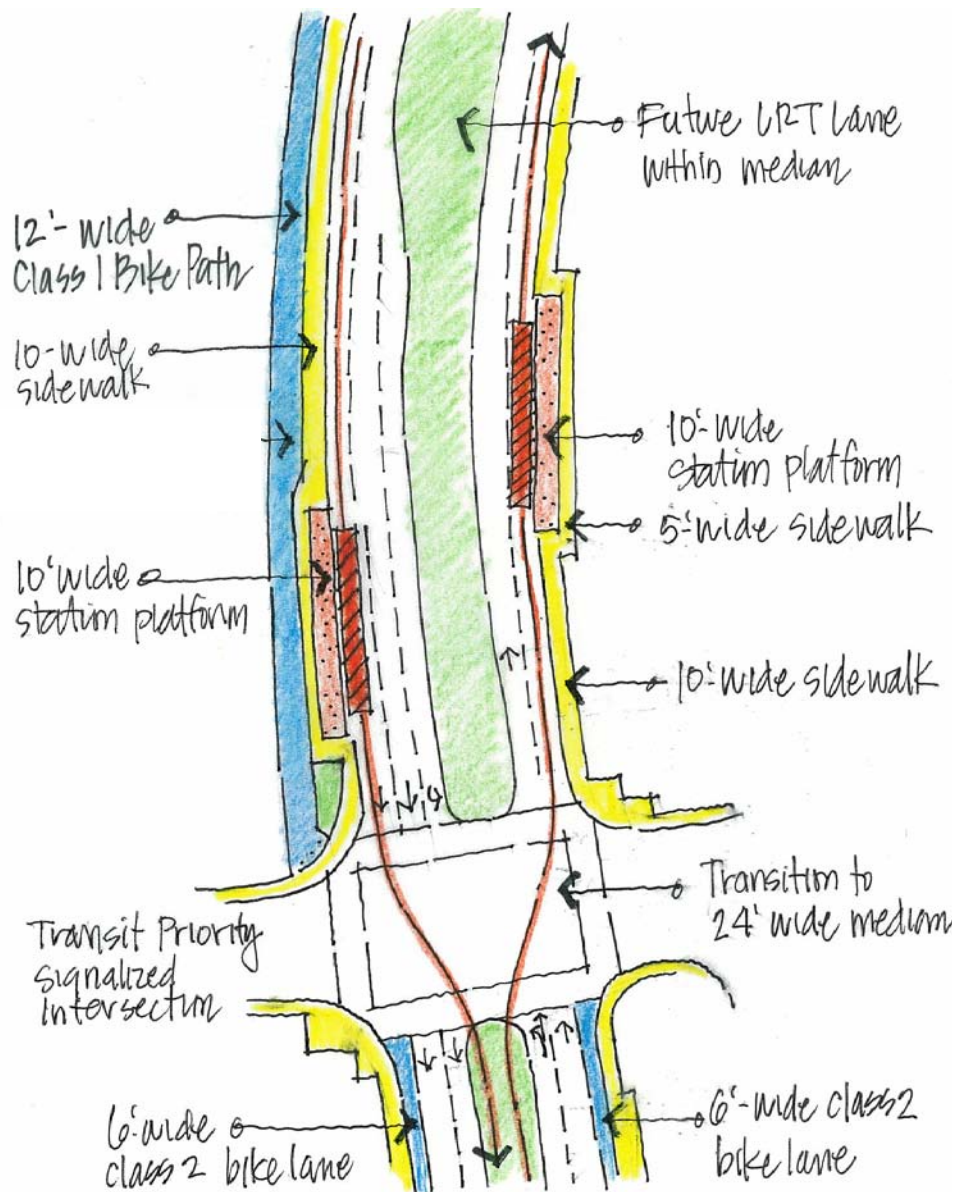 Future LRT Lane
within median
12'-wide
Class 1 Bike Path
10-wide
sidewalk
10'-wide
station platform
5'-wide sidewalk
10'wide
station platform
10'-wide sidewalk
Transition to
24' wide medium
Transit Priority
signalized
intersection
6'-wide
class 2 bike lane
6'-wide class 2
bike lane